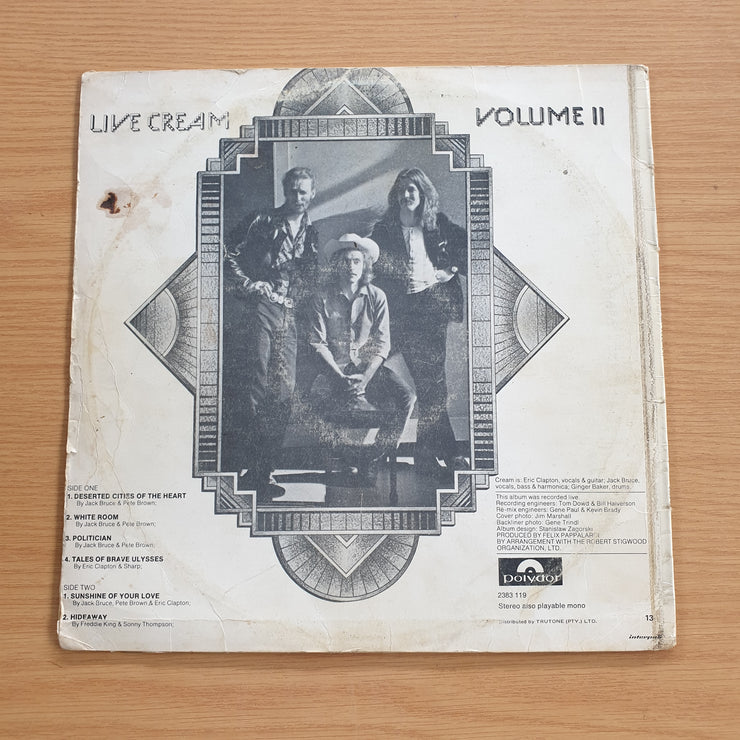 LIVE CREAM
VOLUME II
SIDE ONE
1. DESERTED CITIES OF THE HEART
By Jack Bruce & Pete Brown;
2. WHITE ROOM
By Jack Bruce & Pete Brown;
3. POLITICIAN
By Jack Bruce & Pete Brown;
4. TALES OF BRAVE ULYSSES
By Eric Clapton & Sharp;
SIDE TWO
1. SUNSHINE OF YOUR LOVE
By Jack Bruce, Pete Brown & Eric Clapton;
2. HIDEAWAY
By Freddie King & Sonny Thompson;
Cream is: Eric Clapton, vocals & guitar; Jack Bruce,
vocals, bass & harmonica; Ginger Baker, drums.
This album was recorded live.
Recording engineers: Tom Dowd & Bill Halverson
Re-mix engineers: Gene Paul & Kevin Brady
Cover photo: Jim Marshall
Backliner photo: Gene Trindl
Album design: Stanislaw Zagorski
PRODUCED BY FELIX PAPPALARDI
BY ARRANGEMENT WITH THE ROBERT STIGWOOD
ORGANIZATION, LTD.
polydor
2383 119
Stereo also playable mono
Distributed by TRUTONE (PTY.) LTD.
13